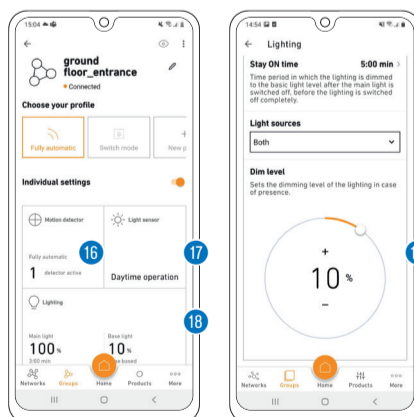 15:04
ground
floor_entrance
Connected
Choose your profile
Fully automatic
Switch mode
New p
Individual settings
Motion detector
Light sensor
Fully automatic
1 detector active
16
Daytime operation
17
Lighting
18
Main light
Base light
100 %
10 %
3:60 min
Networks
Groups
Home
Products
More
14:54
Lighting
Stay ON time 5:00 min
Time period in which the lighting is dimmed
to the basic light level after the main light is
switched off, before the lighting is switched
off completely.
Light sources
Both
Dim level
Sets the dimming level of the lighting in case
of presence.
+
10 %
−
Networks
Groups
Home
Products
More